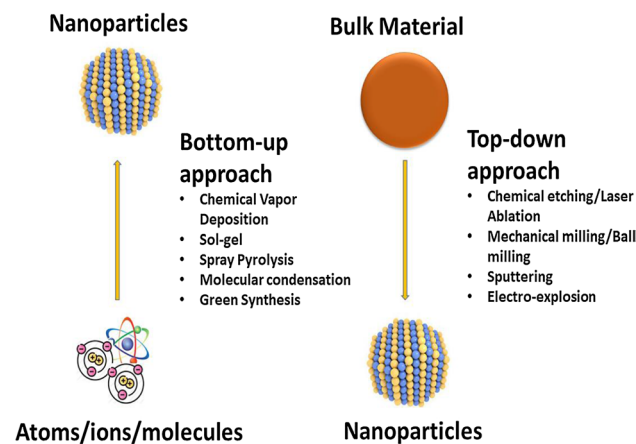 Nanoparticles
Bottom-up
approach
• Chemical Vapor
Deposition
• Sol-gel
• Spray Pyrolysis
• Molecular condensation
• Green Synthesis
Atoms/ions/molecules
Bulk Material
Top-down
approach
• Chemical etching/Laser
Ablation
• Mechanical milling/Ball
milling
• Sputtering
• Electro-explosion
Nanoparticles